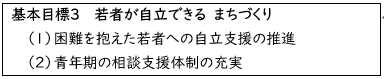 基本目標3　若者が自立できる まちづくり
（1）困難を抱えた若者への自立支援の推進
（2）青年期の相談支援体制の充実